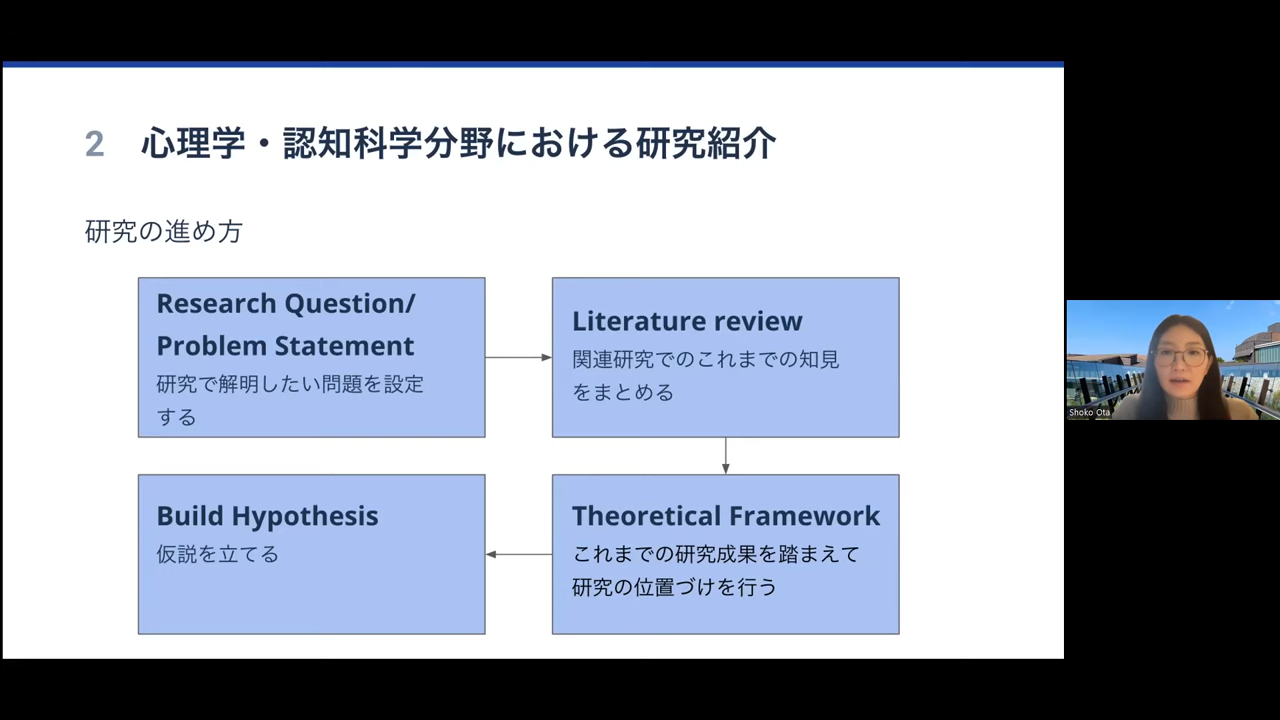 2 心理学・認知科学分野における研究紹介
研究の進め方
Research Question/
Problem Statement
研究で解明したい問題を設定
する
Literature review
関連研究でのこれまでの知見
をまとめる
Theoretical Framework
これまでの研究成果を踏まえて
研究の位置づけを行う
Build Hypothesis
仮説を立てる
Shoko Ota